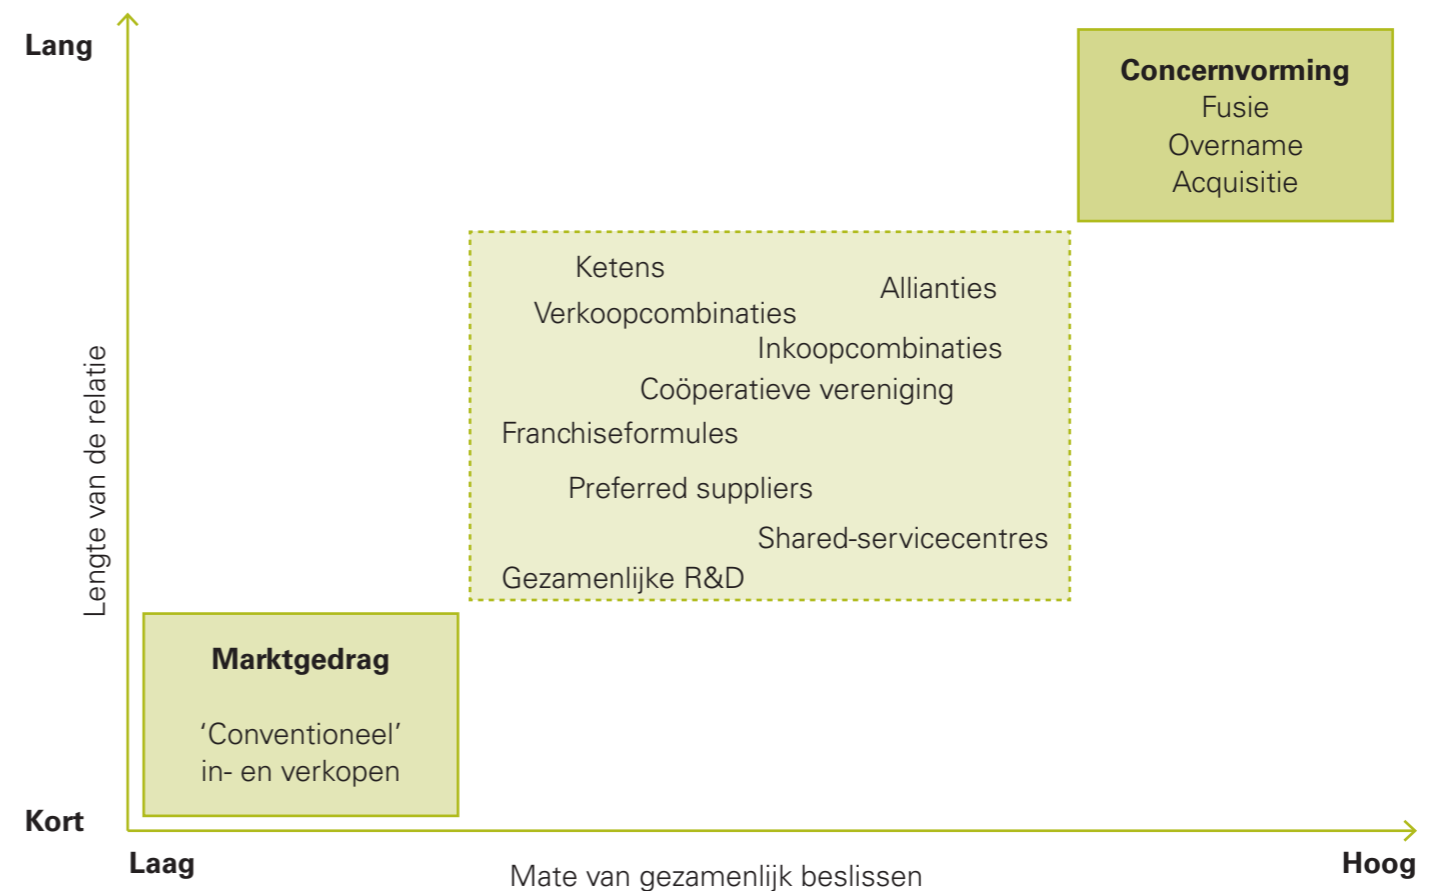 Lang
Concernvorming
Fusie
Overname
Acquisitie
Ketens
Allianties
Verkoopcombinaties
Inkoopcombinaties
Coöperatieve vereniging
Franchiseformules
Preferred suppliers
Shared-servicecentres
Gezamenlijke R&D
Lengte van de relatie
Marktgedrag
‘Conventioneel’
in- en verkopen
Kort
Laag
Mate van gezamenlijk beslissen
Hoog